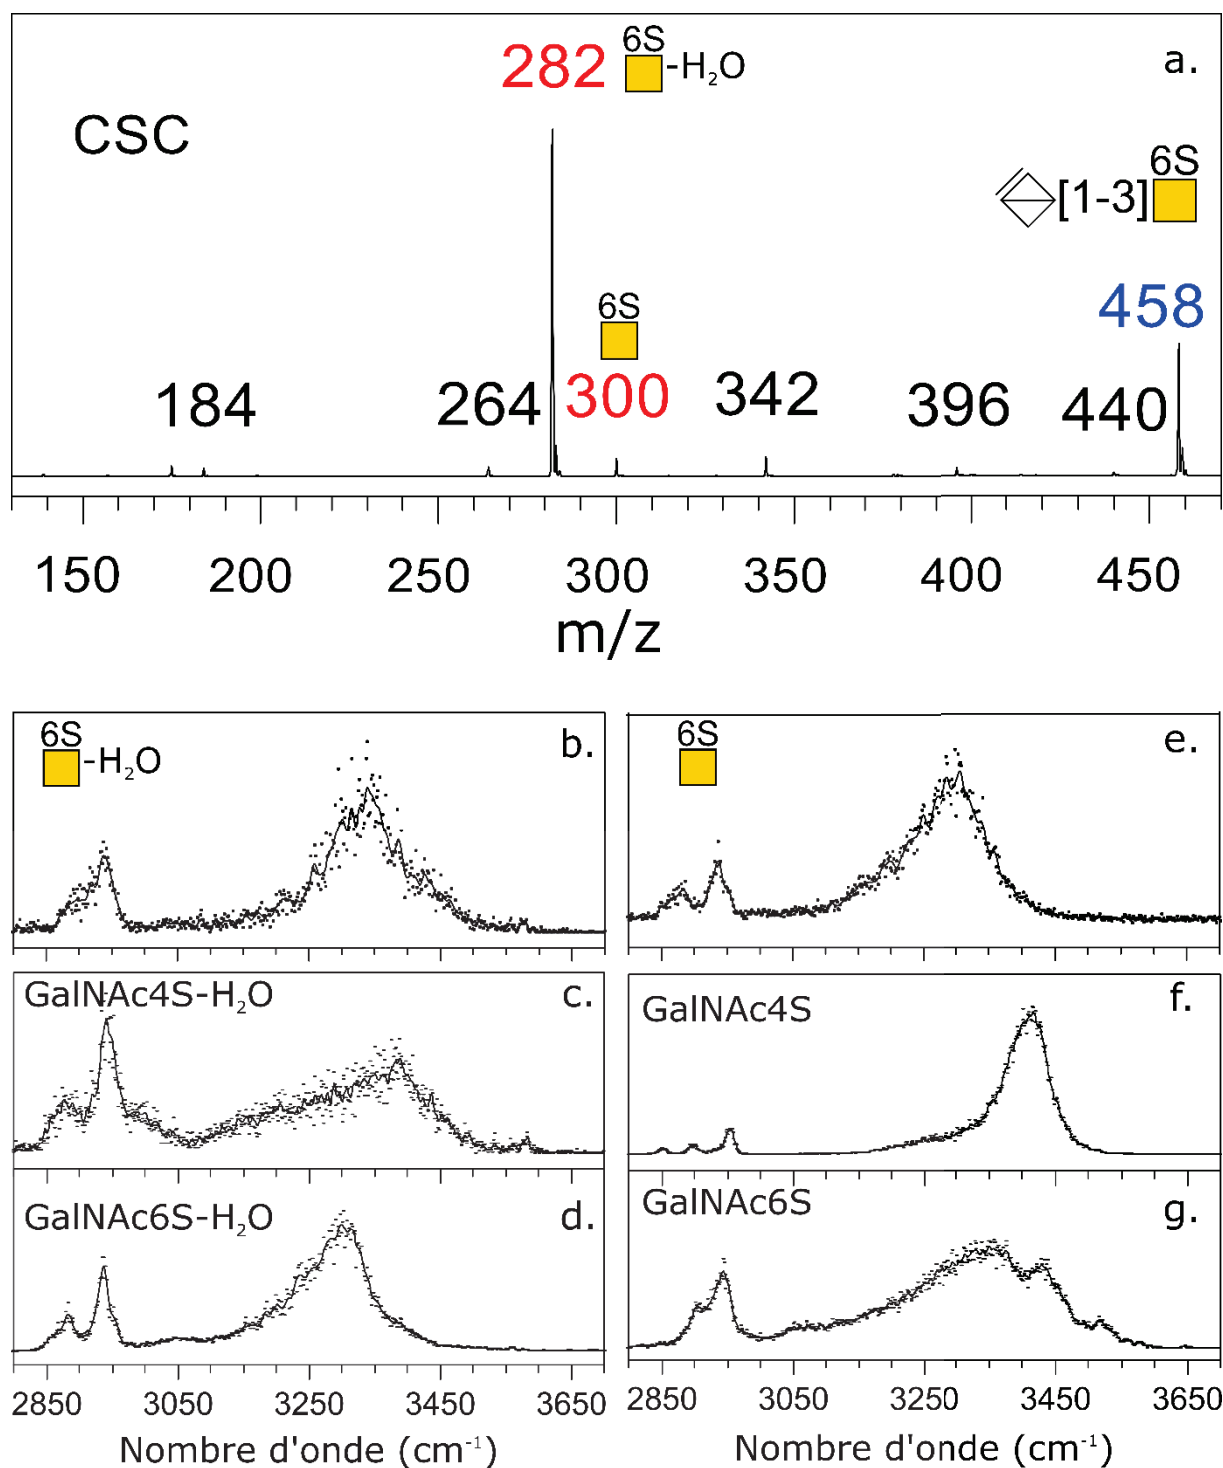 6S
282 -H₂O
a.
CSC
6S
[1-3]
6S
458
184
264
300
342
396
440
150 200 250 300 350 400 450
m/z
6S
-H₂O
b.
6S
e.
GalNAc4S-H₂O
c.
GalNAc4S
f.
GalNAc6S-H₂O
d.
GalNAc6S
g.
2850 3050 3250 3450 3650
2850 3050 3250 3450 3650
Nombre d'onde (cm⁻¹)
Nombre d'onde (cm⁻¹)